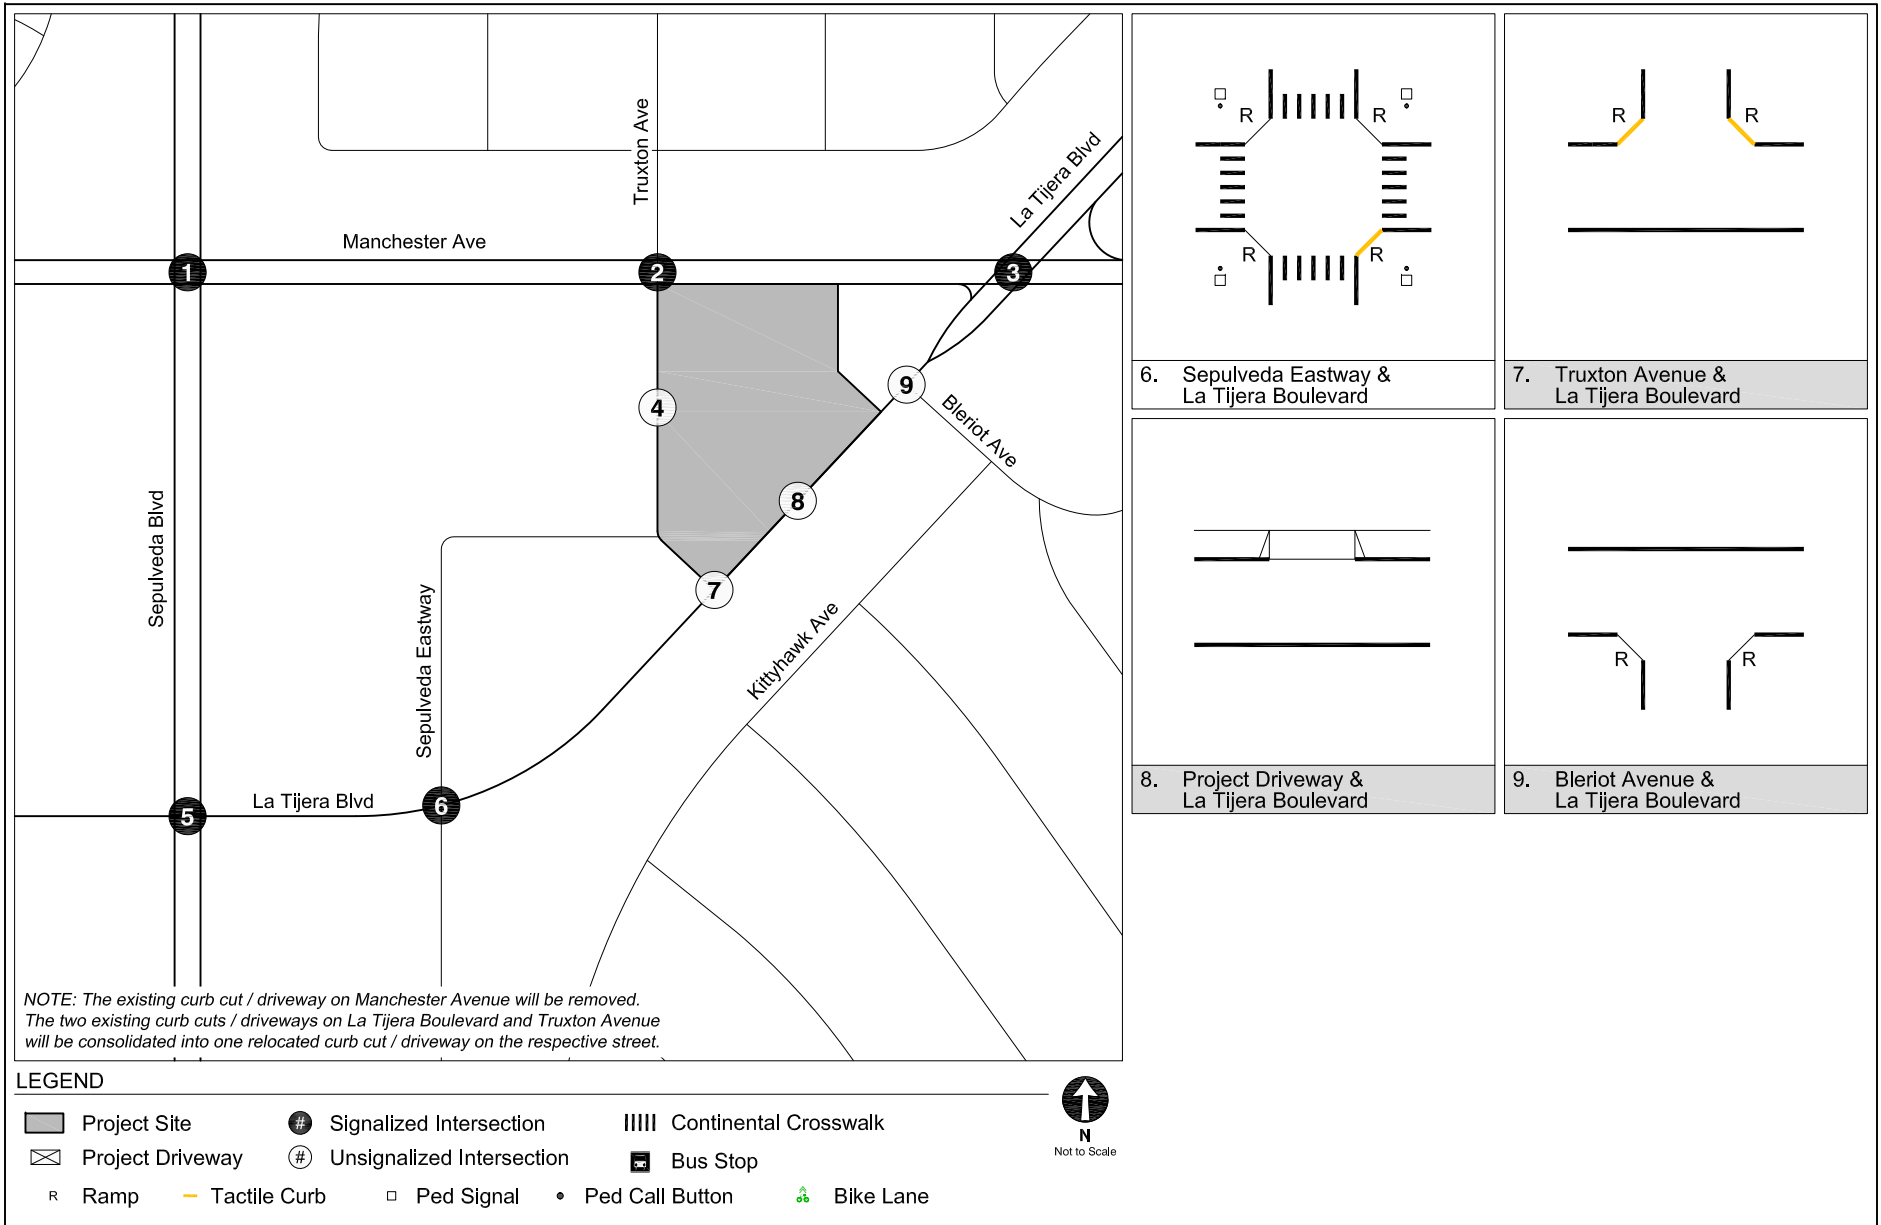 Truxton Ave
La Tijera Blvd
Manchester Ave
1
2
3
4
9
Bleriot Ave
8
Sepulveda Blvd
7
Sepulveda Eastway
Kittyhawk Ave
La Tijera Blvd
5
6
NOTE: The existing curb cut / driveway on Manchester Avenue will be removed.
The two existing curb cuts / driveways on La Tijera Boulevard and Truxton Avenue
will be consolidated into one relocated curb cut / driveway on the respective street.
R R
R R
6. Sepulveda Eastway &
La Tijera Boulevard
R R
7. Truxton Avenue &
La Tijera Boulevard
8. Project Driveway &
La Tijera Boulevard
R R
9. Bleriot Avenue &
La Tijera Boulevard
LEGEND
Project Site
# Signalized Intersection
Continental Crosswalk
Project Driveway
# Unsignalized Intersection
Bus Stop
R Ramp
Tactile Curb
Ped Signal
Ped Call Button
Bike Lane
N
Not to Scale